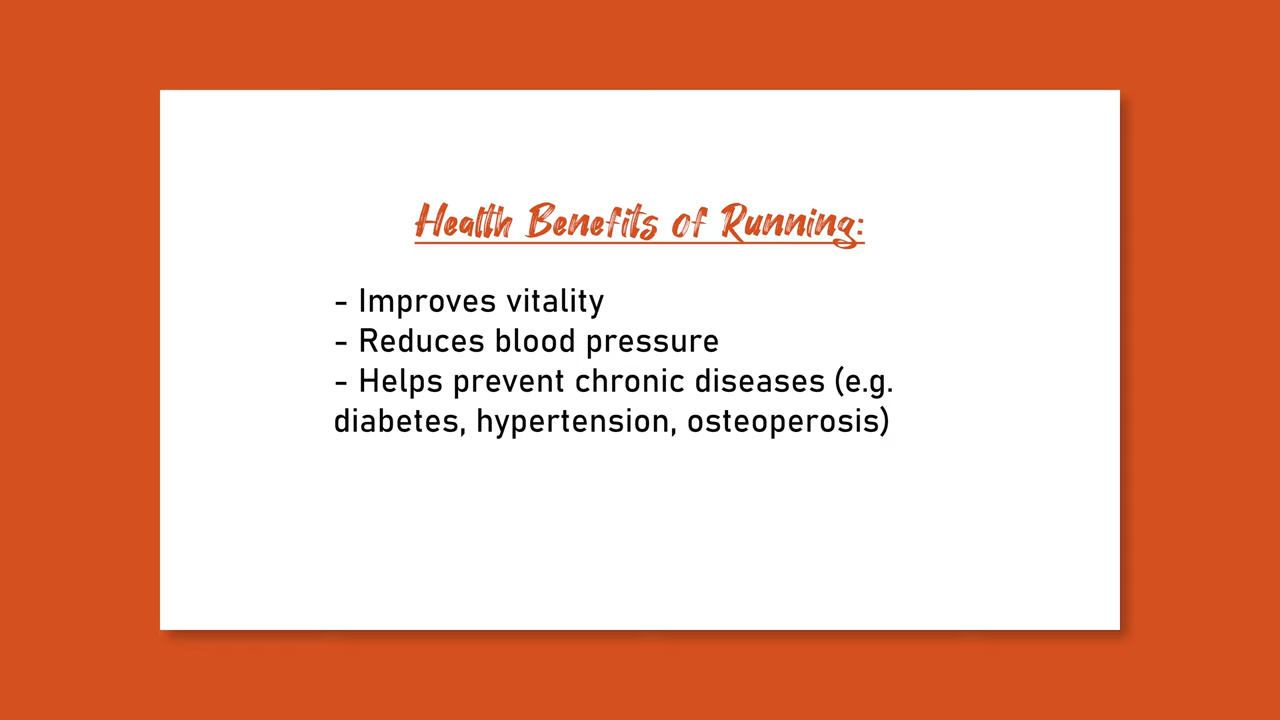 Health Benefits of Running:
- Improves vitality
- Reduces blood pressure
- Helps prevent chronic diseases (e.g.
diabetes, hypertension, osteoperosis)